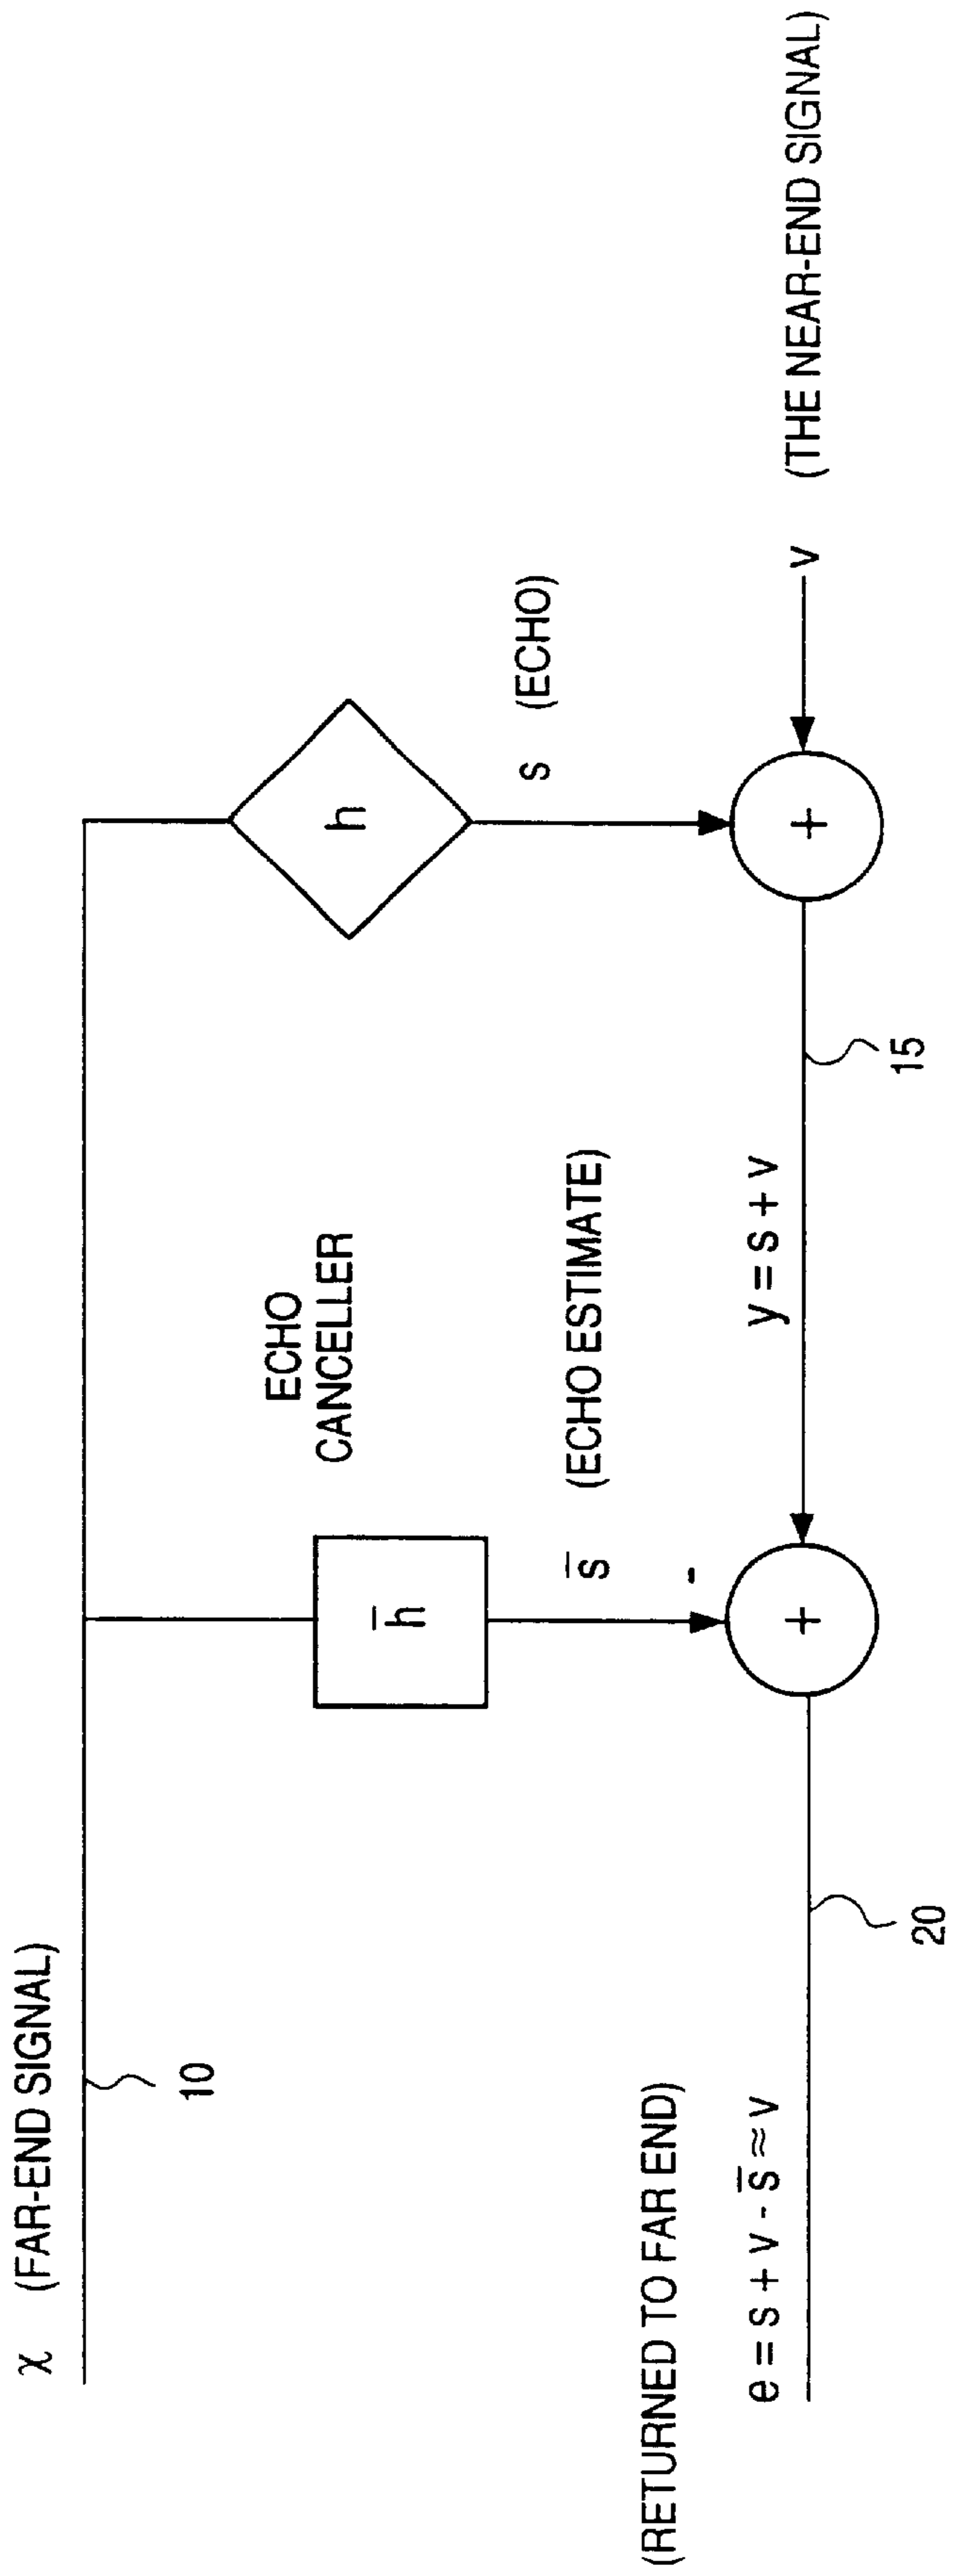 χ (FAR-END SIGNAL)
10
ECHO
CANCELLER
h̄
h
s̄ (ECHO ESTIMATE)
s (ECHO)
-
+
+
(RETURNED TO FAR END)
e = s + v - s̄ ≈ v
20
y = s + v
15
v (THE NEAR-END SIGNAL)